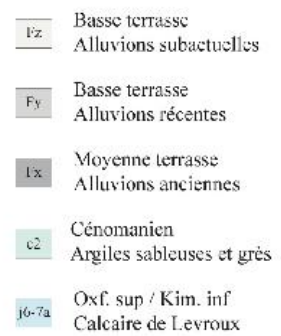 Fz
Basse terrasse
Alluvions subactuelles
Fy
Basse terrasse
Alluvions récentes
Fx
Moyenne terrasse
Alluvions anciennes
c2
Cénomanien
Argiles sableuses et grès
j6-7a
Oxf. sup / Kim. inf
Calcaire de Levroux